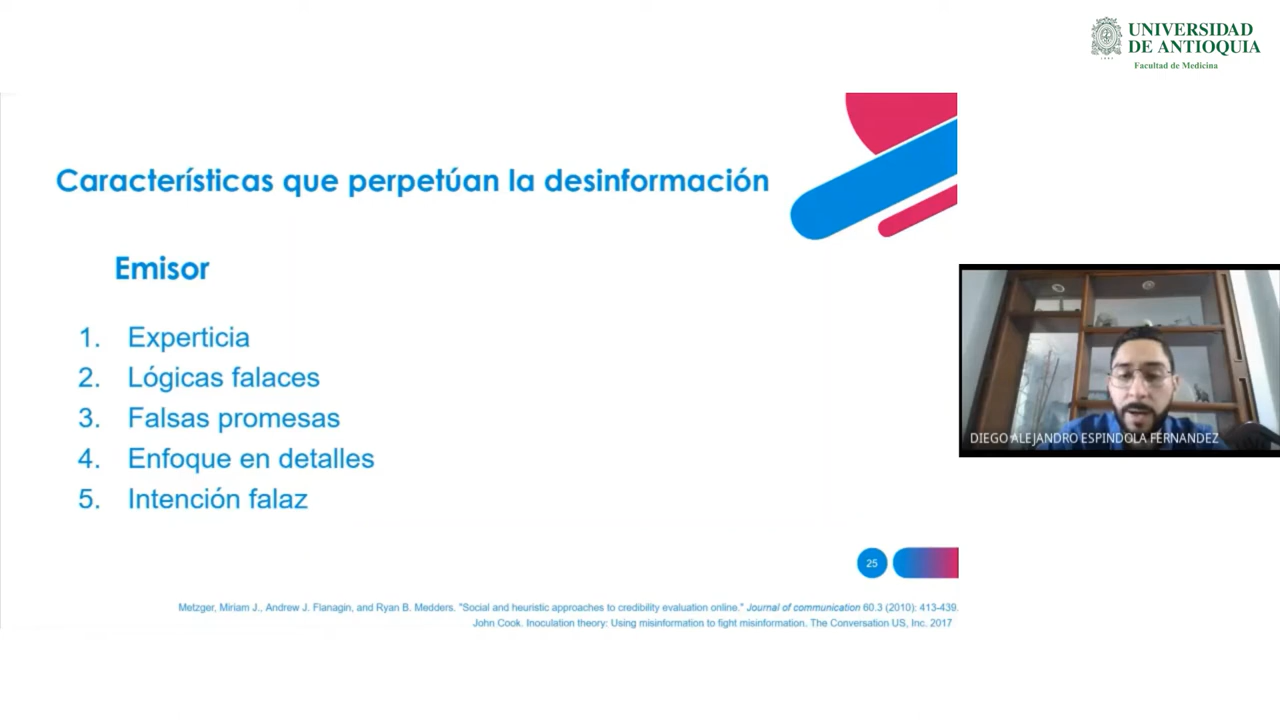 UNIVERSIDAD
DE ANTIOQUIA
Facultad de Medicina
Características que perpetúan la desinformación
Emisor
1. Experticia
2. Lógicas falaces
3. Falsas promesas
4. Enfoque en detalles
5. Intención falaz
DIEGO ALEJANDRO ESPINDOLA FERNANDEZ
25
Metzger, Miriam J., Andrew J. Flanagin, and Ryan B. Medders. "Social and heuristic approaches to credibility evaluation online." Journal of communication 60.3 (2010): 413-439.
John Cook. Inoculation theory: Using misinformation to fight misinformation. The Conversation US, Inc. 2017